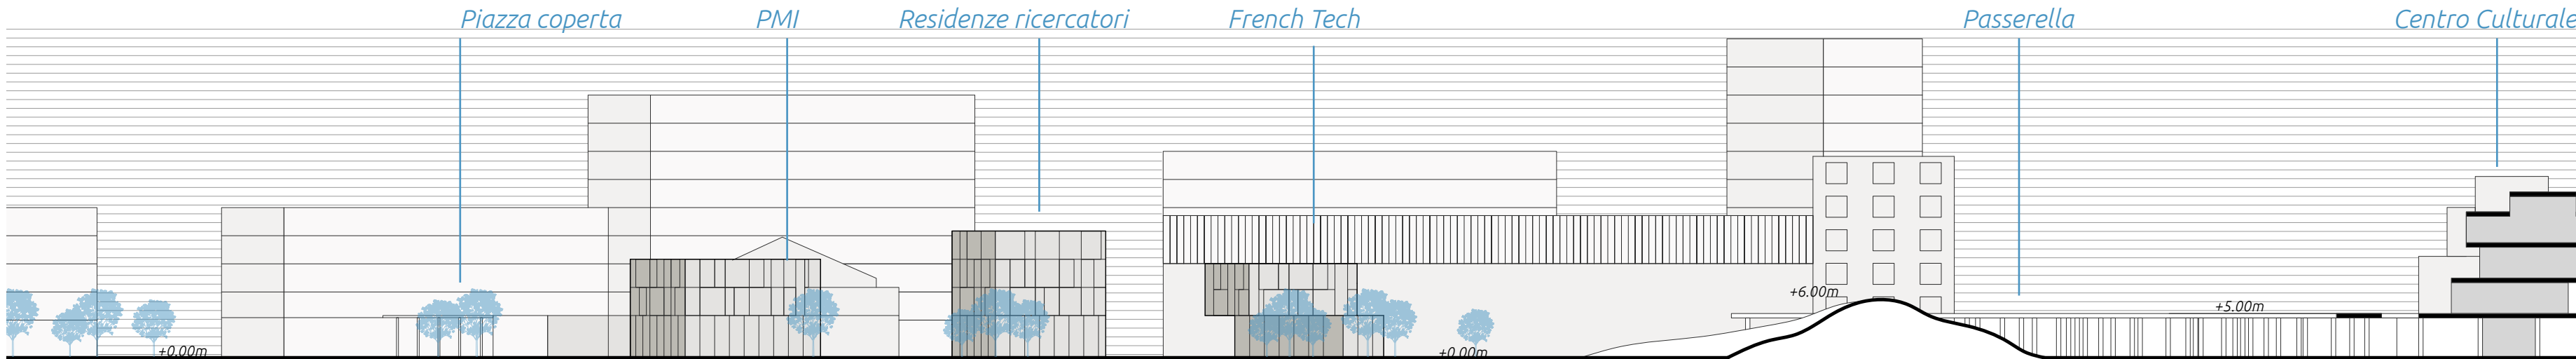 Piazza coperta
PMI
Residenze ricercatori
French Tech
Passerella
Centro Culturale
+6.00m
+5.00m
+0.00m
+0.00m